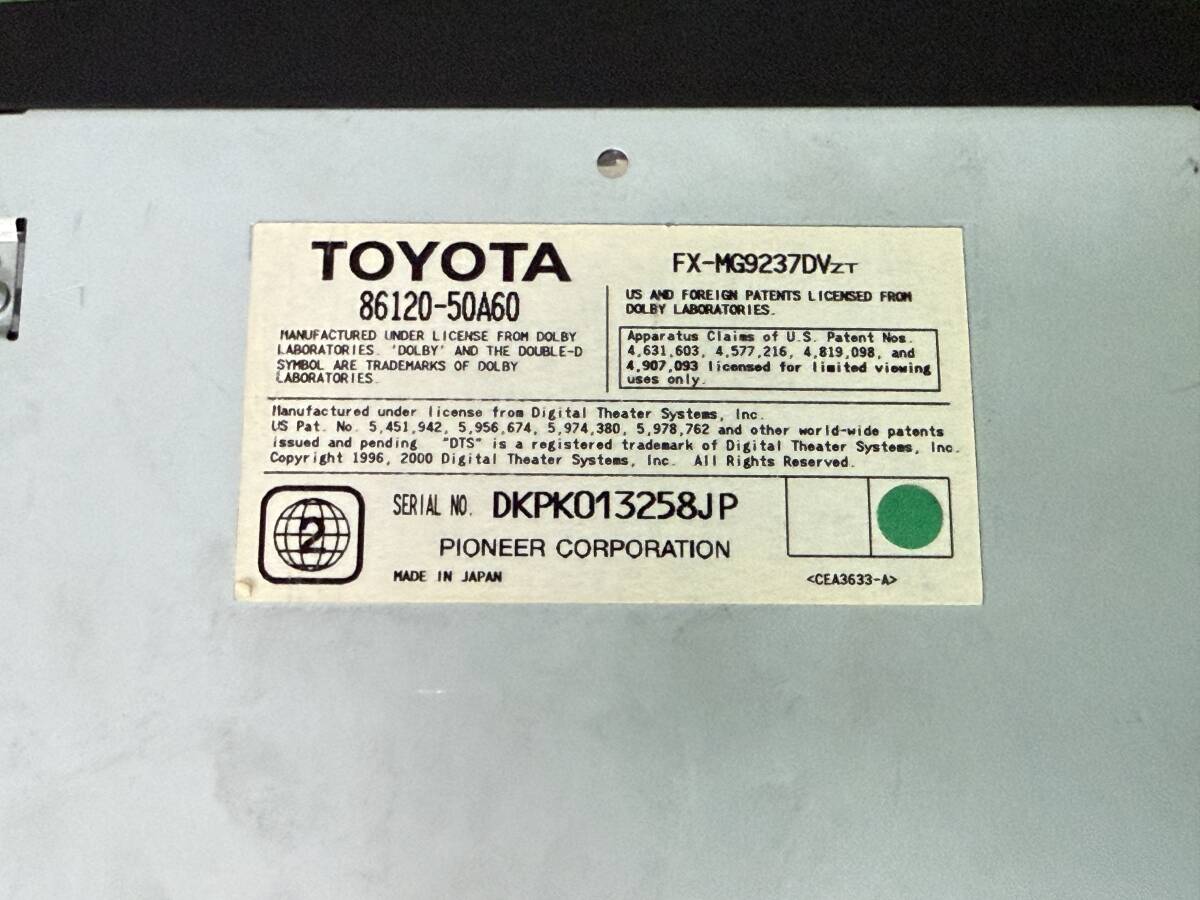 TOYOTA
86120-50A60
MANUFACTURED UNDER LICENSE FROM DOLBY
LABORATORIES. 'DOLBY' AND THE DOUBLE-D
SYMBOL ARE TRADEMARKS OF DOLBY
LABORATORIES.
FX-MG9237DVZT
US AND FOREIGN PATENTS LICENSED FROM
DOLBY LABORATORIES.
Apparatus Claims of U.S. Patent Nos.
4,631,603, 4,577,216, 4,819,098, and
4,907,093 licensed for limited viewing
uses only.
Manufactured under license from Digital Theater Systems, Inc.
US Pat. No. 5,451,942, 5,956,674, 5,974,380, 5,978,762 and other world-wide patents
issued and pending "DTS" is a registered trademark of Digital Theater Systems, Inc.
Copyright 1996, 2000 Digital Theater Systems, Inc. All Rights Reserved.
2
SERIAL NO. DKPK013258JP
PIONEER CORPORATION
MADE IN JAPAN
<CEA3633-A>